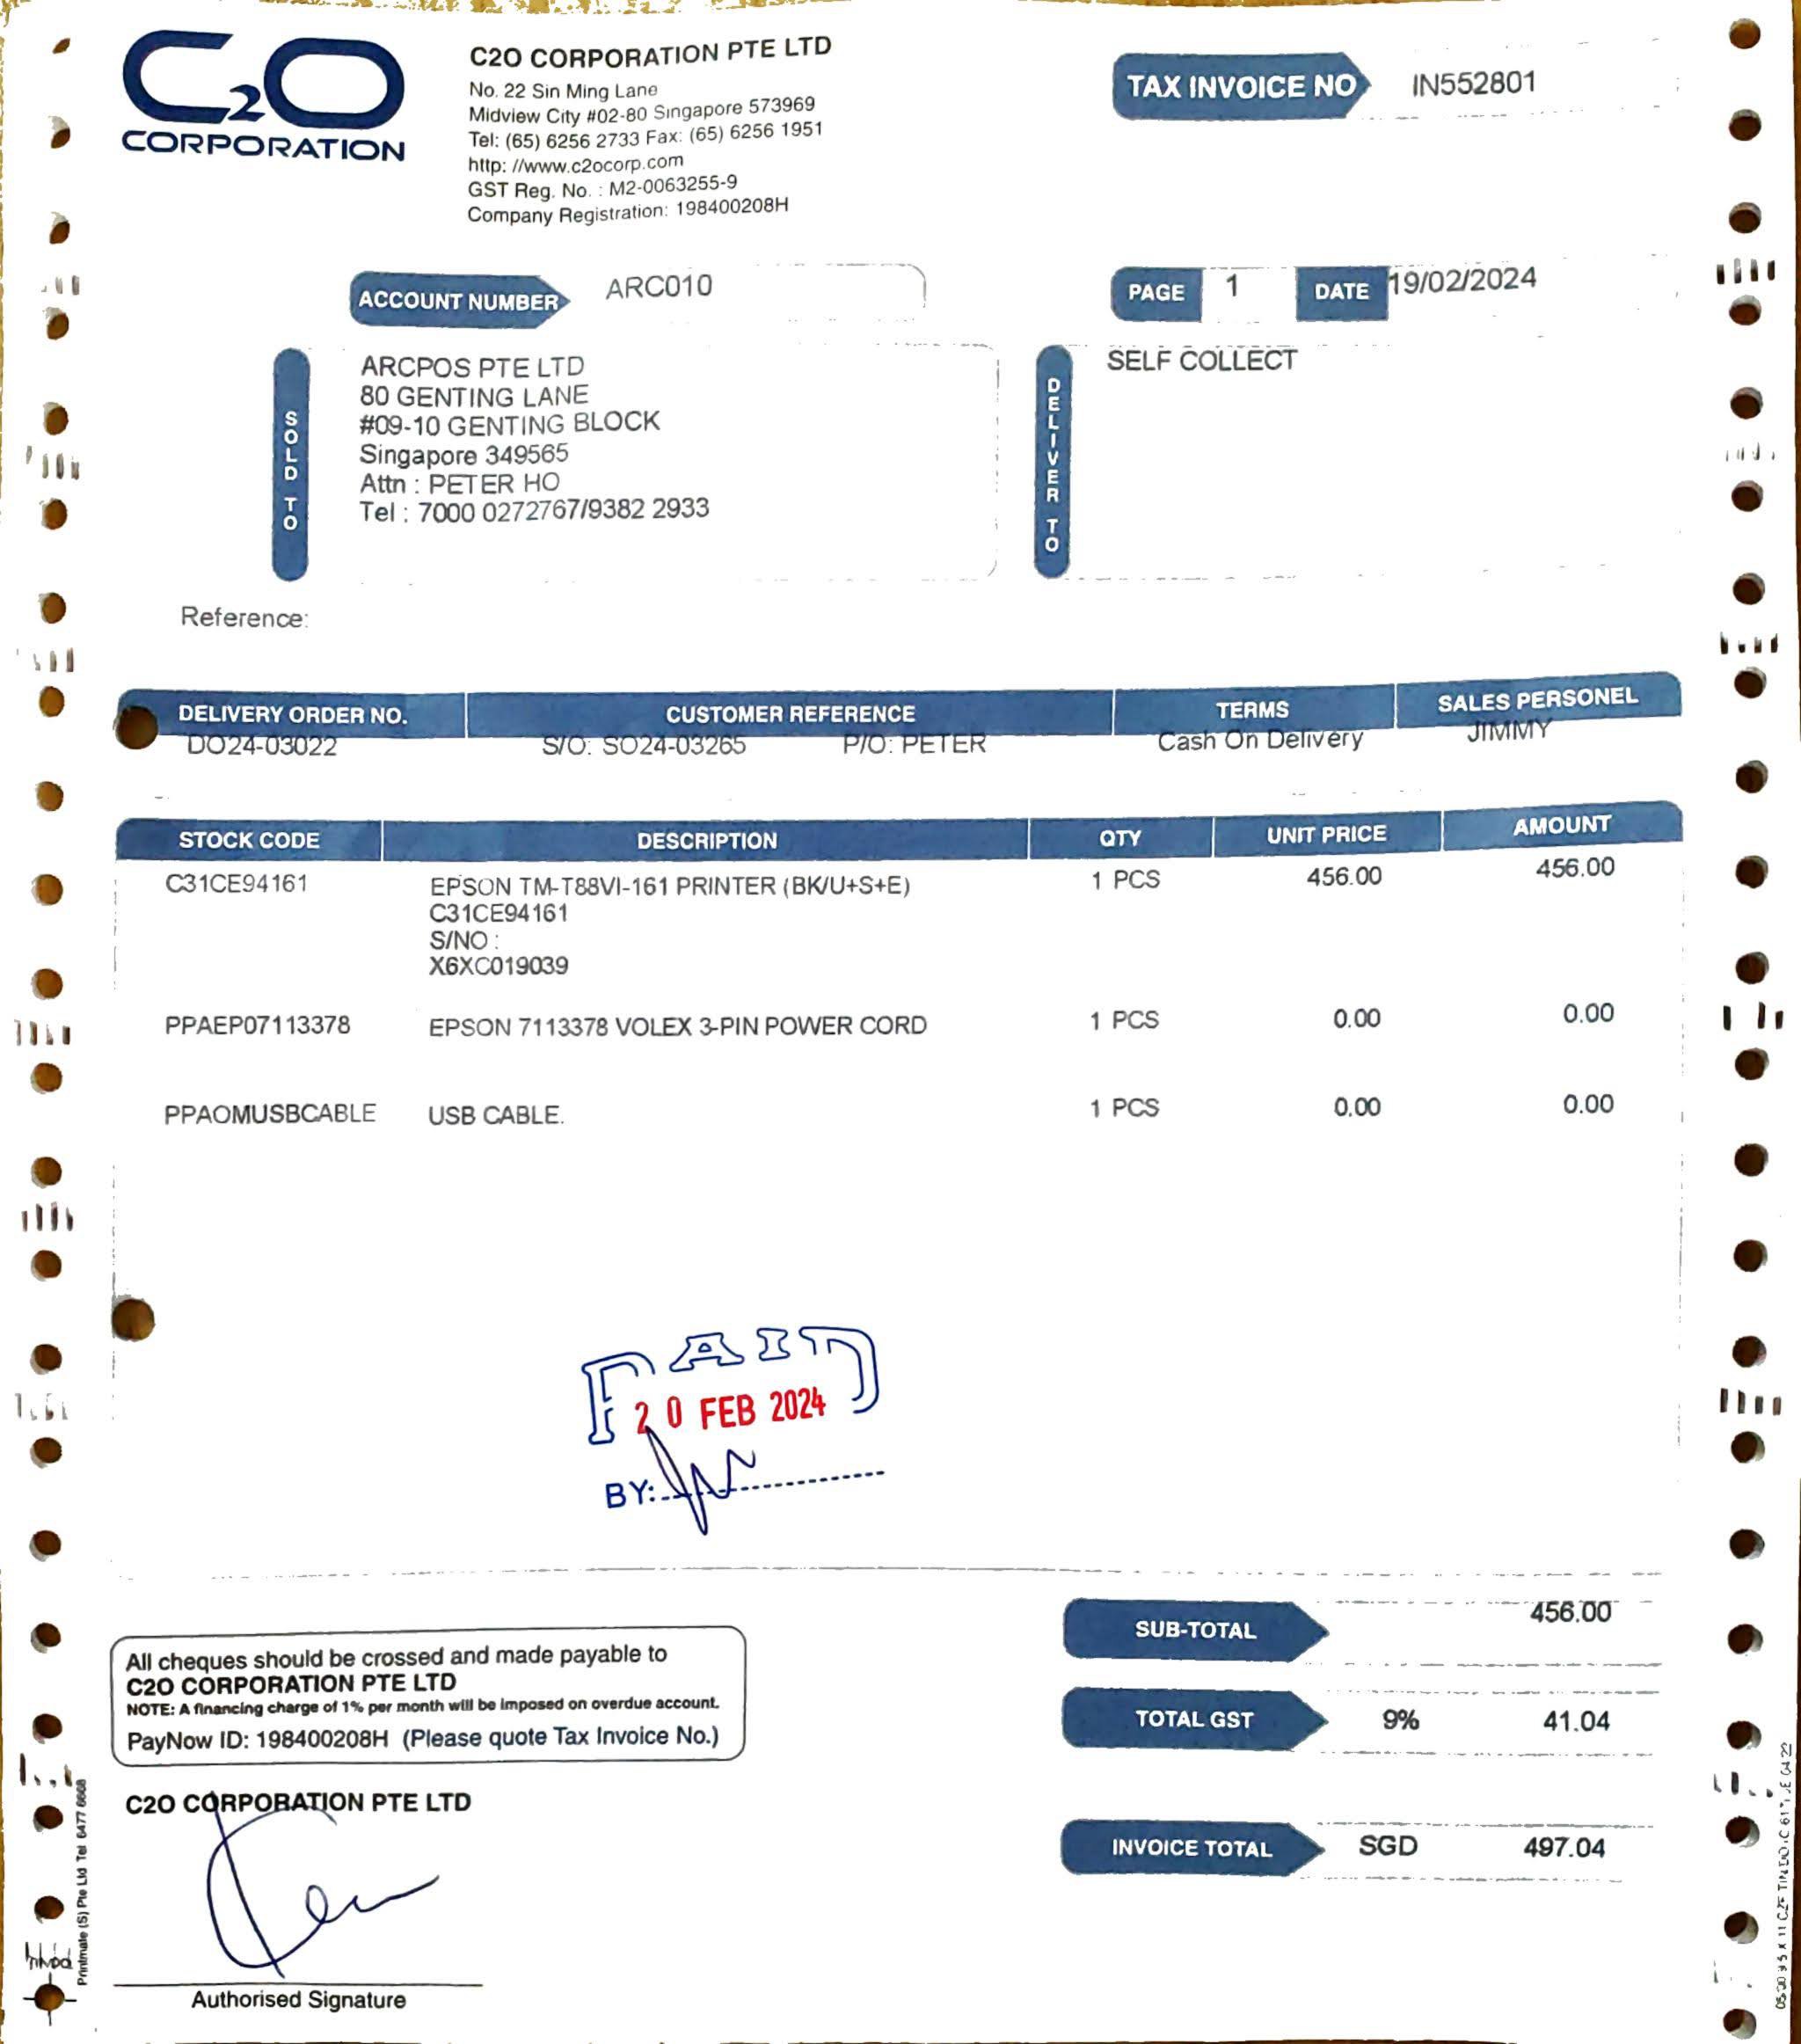 C2O
CORPORATION
C2O CORPORATION PTE LTD
No. 22 Sin Ming Lane
Midview City #02-80 Singapore 573969
Tel: (65) 6256 2733 Fax: (65) 6256 1951
http: //www.c2ocorp.com
GST Reg. No. : M2-0063255-9
Company Registration: 198400208H
TAX INVOICE NO IN552801
ACCOUNT NUMBER ARC010
PAGE 1 DATE 19/02/2024
SOLD TO
ARCPOS PTE LTD
80 GENTING LANE
#09-10 GENTING BLOCK
Singapore 349565
Attn : PETER HO
Tel : 7000 0272767/9382 2933
DELIVER TO
SELF COLLECT
Reference:
DELIVERY ORDER NO. CUSTOMER REFERENCE TERMS SALES PERSONEL
DO24-03022 S/O: SO24-03265 P/O: PETER Cash On Delivery JIMMY
STOCK CODE DESCRIPTION QTY UNIT PRICE AMOUNT
C31CE94161 EPSON TM-T88VI-161 PRINTER (BK/U+S+E) 1 PCS 456.00 456.00
C31CE94161
S/NO :
X6XC019039
PPAEP07113378 EPSON 7113378 VOLEX 3-PIN POWER CORD 1 PCS 0.00 0.00
PPAOMUSBCABLE USB CABLE. 1 PCS 0.00 0.00
PAID
20 FEB 2024
BY:
SUB-TOTAL 456.00
All cheques should be crossed and made payable to
C2O CORPORATION PTE LTD
NOTE: A financing charge of 1% per month will be imposed on overdue account.
PayNow ID: 198400208H (Please quote Tax Invoice No.)
TOTAL GST 9% 41.04
C2O CORPORATION PTE LTD
INVOICE TOTAL SGD 497.04
Authorised Signature
Printmate (S) Pte Ltd Tel 6477 6668